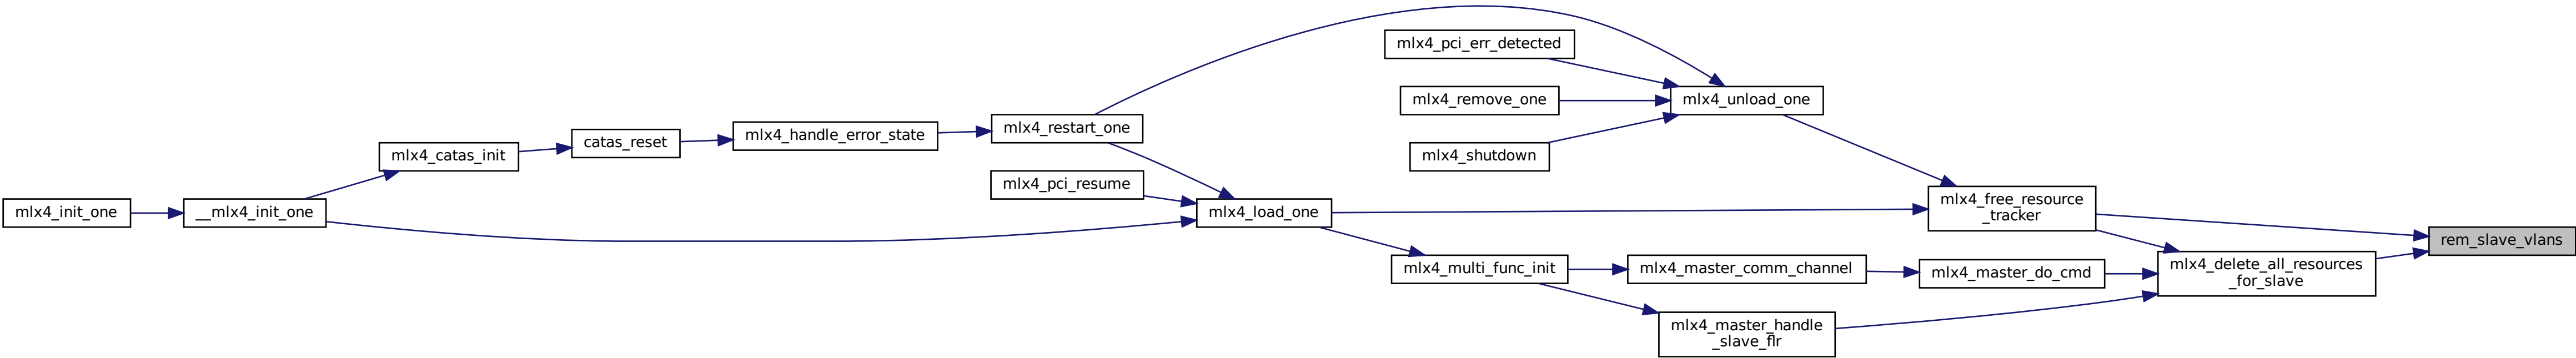 mlx4_init_one
__mlx4_init_one
mlx4_catas_init
catas_reset
mlx4_handle_error_state
mlx4_restart_one
mlx4_pci_resume
mlx4_load_one
mlx4_pci_err_detected
mlx4_remove_one
mlx4_shutdown
mlx4_multi_func_init
mlx4_unload_one
mlx4_master_comm_channel
mlx4_master_handle
_slave_flr
mlx4_free_resource
_tracker
mlx4_master_do_cmd
mlx4_delete_all_resources
_for_slave
rem_slave_vlans